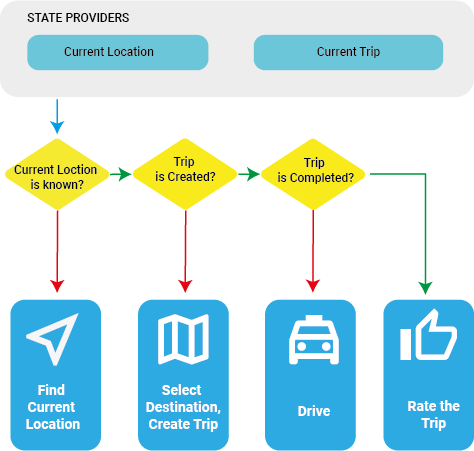 STATE PROVIDERS
Current Location
Current Trip
Current Loction
is known?
Trip
is Created?
Trip
is Completed?
Find
Current
Location
Select
Destination,
Create Trip
Drive
Rate the
Trip